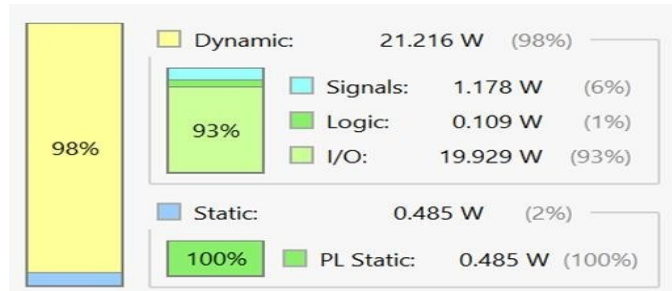 Dynamic: 21.216 W (98%)
Signals: 1.178 W (6%)
93% Logic: 0.109 W (1%)
98% I/O: 19.929 W (93%)
Static: 0.485 W (2%)
100% PL Static: 0.485 W (100%)